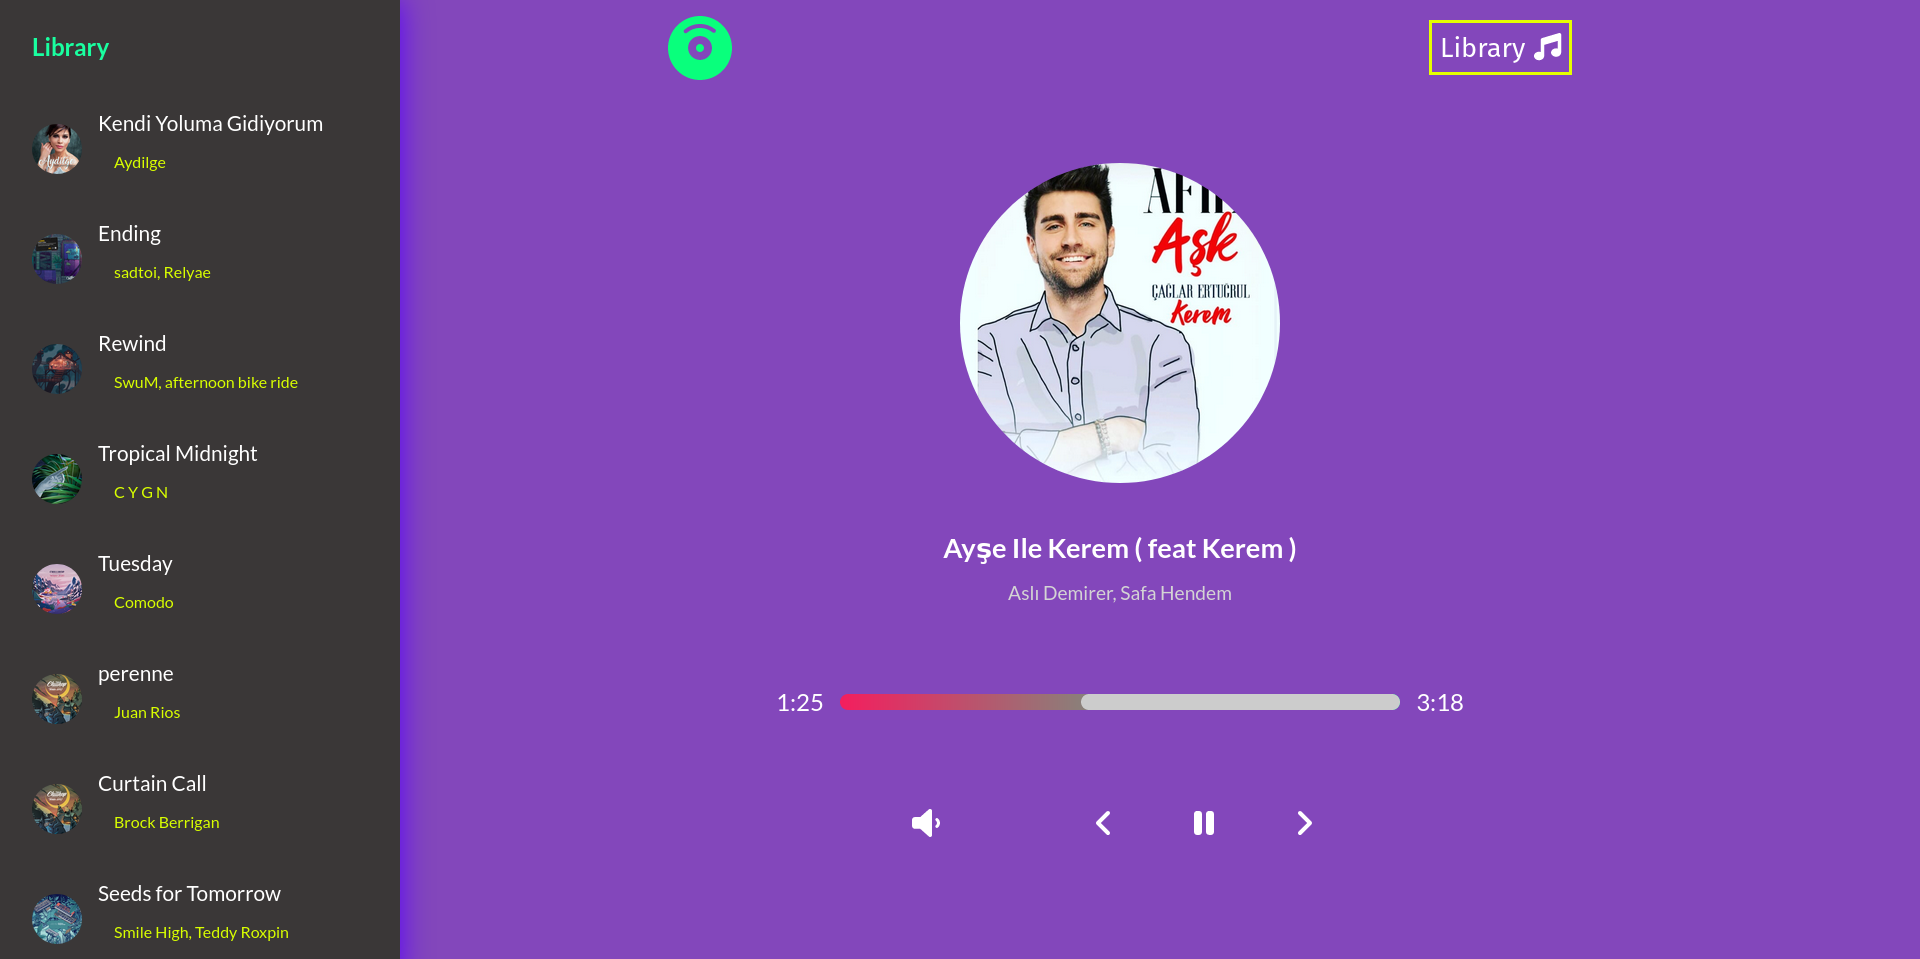 Library
Kendi Yoluma Gidiyorum
Aydilge
Ending
sadtoi, Relyae
Rewind
SwuM, afternoon bike ride
Tropical Midnight
C Y G N
Tuesday
Comodo
perenne
Juan Rios
Curtain Call
Brock Berrigan
Seeds for Tomorrow
Smile High, Teddy Roxpin
Library
Aşk
ÇAĞLAR ERTUĞRUL
Kerem
Ayşe Ile Kerem ( feat Kerem )
Aslı Demirer, Safa Hendem
1:25
3:18